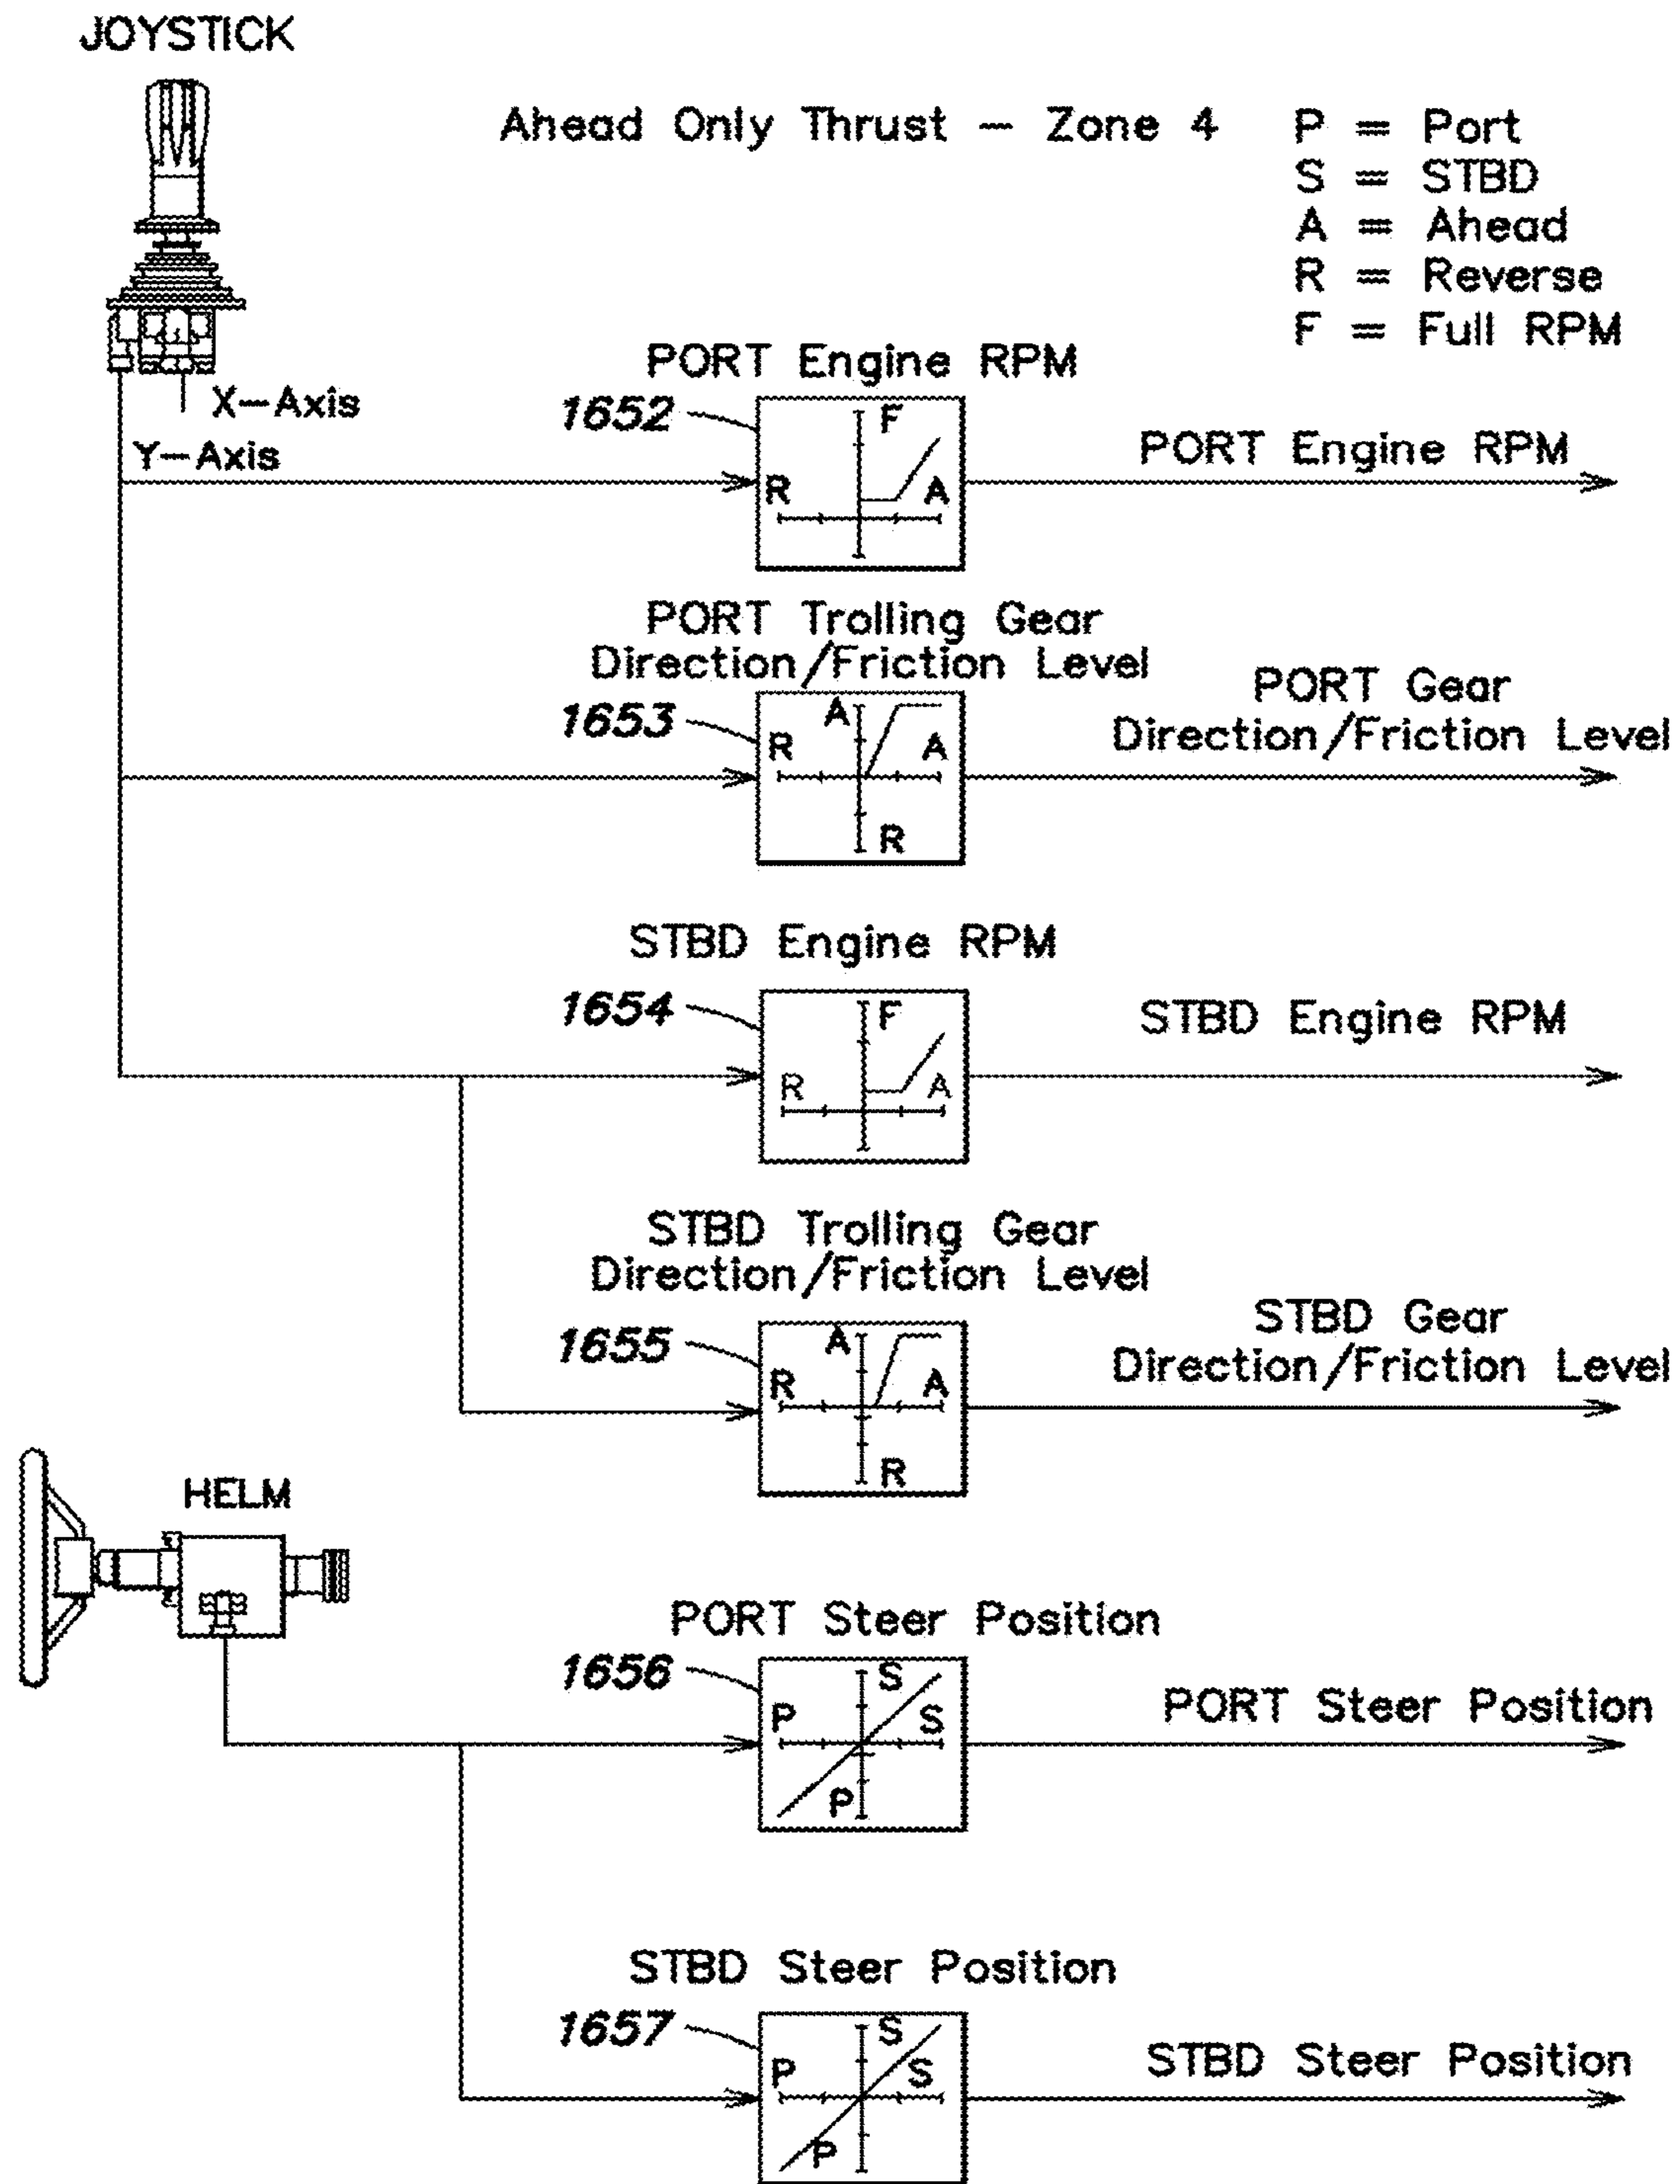 JOYSTICK
Ahead Only Thrust – Zone 4
P = Port
S = STBD
A = Ahead
R = Reverse
F = Full RPM
X–Axis
Y–Axis
PORT Engine RPM
1652
F
R
A
PORT Engine RPM
PORT Trolling Gear
Direction/Friction Level
1653
A
R
A
R
PORT Gear
Direction/Friction Level
STBD Engine RPM
1654
F
R
A
STBD Engine RPM
STBD Trolling Gear
Direction/Friction Level
1655
A
R
A
R
STBD Gear
Direction/Friction Level
HELM
PORT Steer Position
1656
S
P
S
P
PORT Steer Position
STBD Steer Position
1657
S
P
S
P
STBD Steer Position